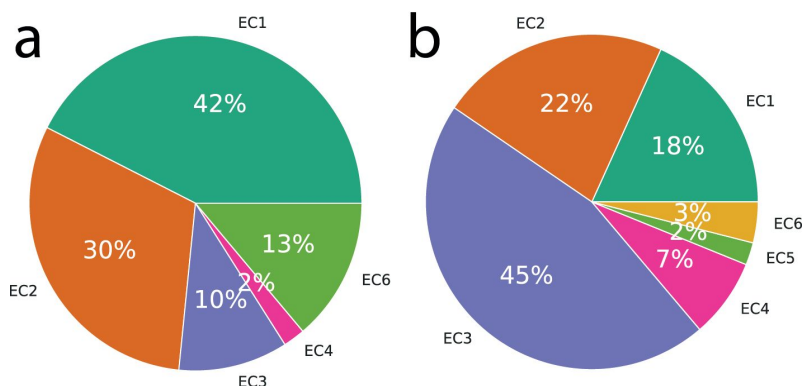 a
EC1
42%
30%
EC2
10%
EC3
2%
EC4
13%
EC6
b
EC2
22%
EC1
18%
45%
EC3
3%
EC6
2%
EC5
7%
EC4